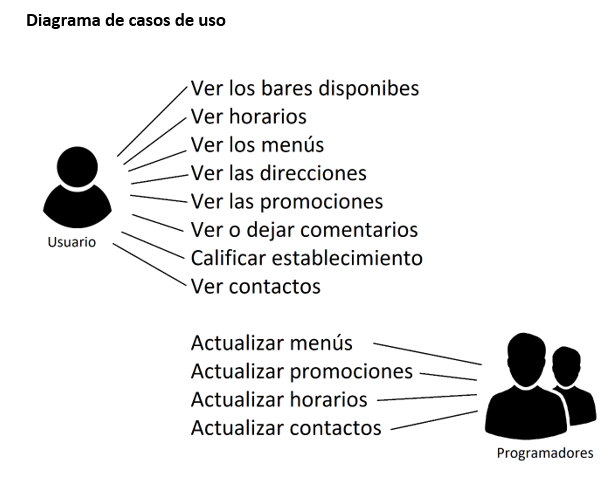 Diagrama de casos de uso
Ver los bares disponibes
Ver horarios
Ver los menús
Ver las direcciones
Ver las promociones
Ver o dejar comentarios
Calificar establecimiento
Ver contactos
Usuario
Actualizar menús
Actualizar promociones
Actualizar horarios
Actualizar contactos
Programadores